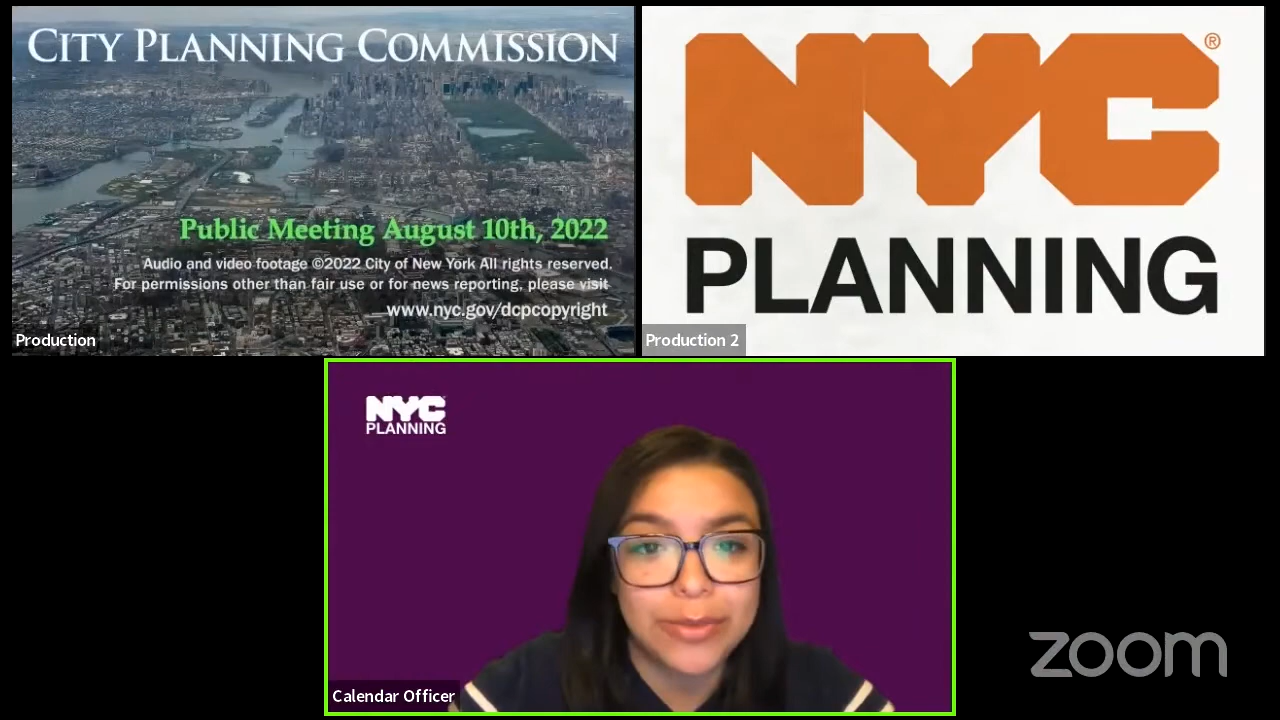 CITY PLANNING COMMISSION
Public Meeting August 10th, 2022
Audio and video footage ©2022 City of New York All rights reserved.
For permissions other than fair use or for news reporting, please visit
www.nyc.gov/dcpcopyright
Production
NYC®
PLANNING
Production 2
NYC
PLANNING
Calendar Officer
zoom